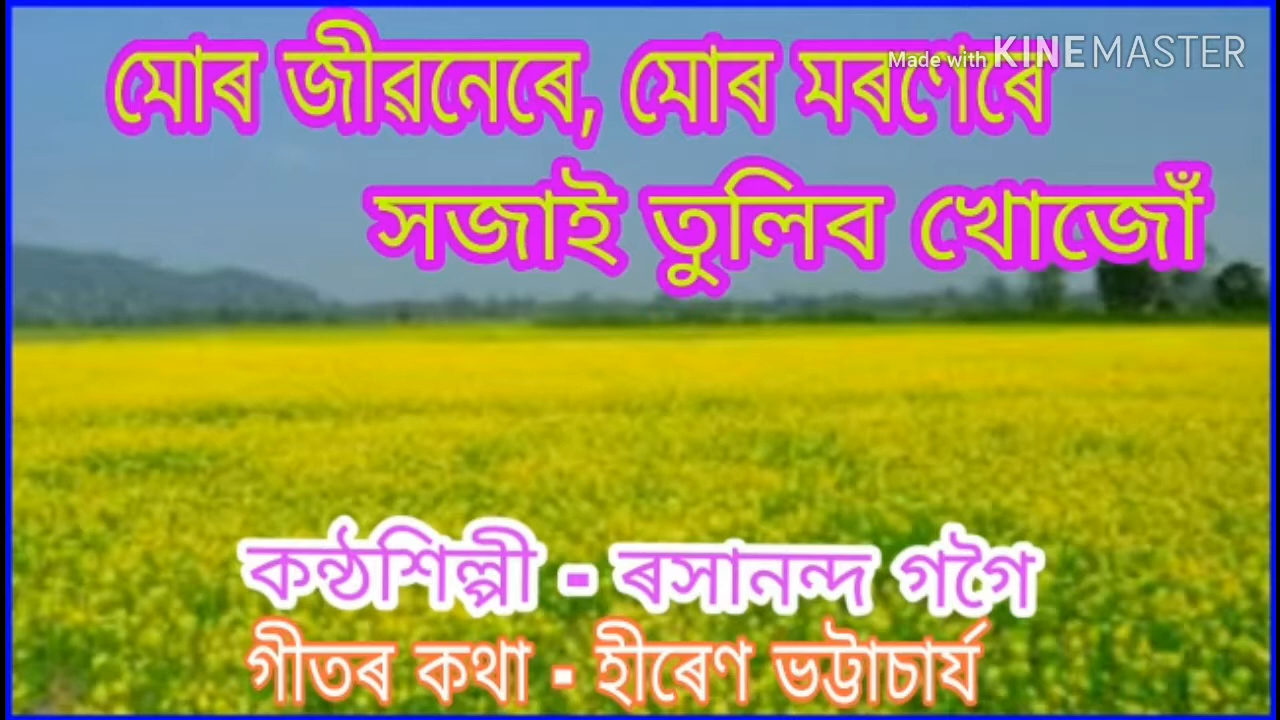 Made with KINEMASTER
মোৰ জীৱনেৰে, মোৰ মৰণেৰে
সজাই তুলিব খোজোঁ
কন্ঠশিল্পী - ৰসানন্দ গগৈ
গীতৰ কথা - হীৰেণ ভট্টাচাৰ্য